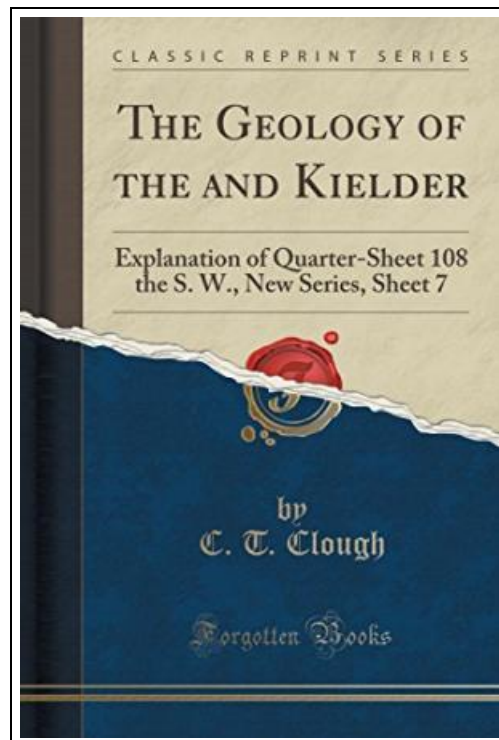 CLASSIC REPRINT SERIES
THE GEOLOGY OF
THE AND KIELDER
Explanation of Quarter-Sheet 108
the S. W., New Series, Sheet 7
by
C. T. Clough
Forgotten Books